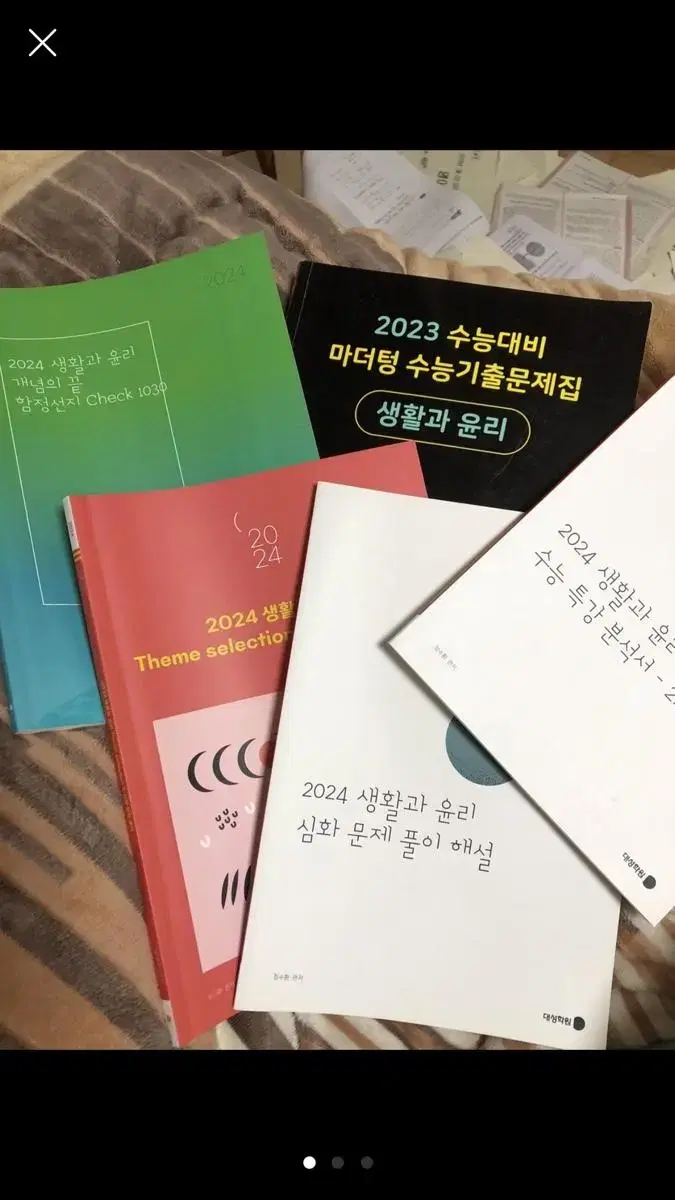 2024
2024 생활과 윤리
개념의 끝
함정선지 Check 1030
2023 수능대비
마더텅 수능기출문제집
생활과 윤리
20
24
2024 생활
Theme selection
2024 생활과 윤리
심화 문제 풀이 해설
대성학원
2024 생활과 윤리
수능 특강 분석서 - 2
대성학원